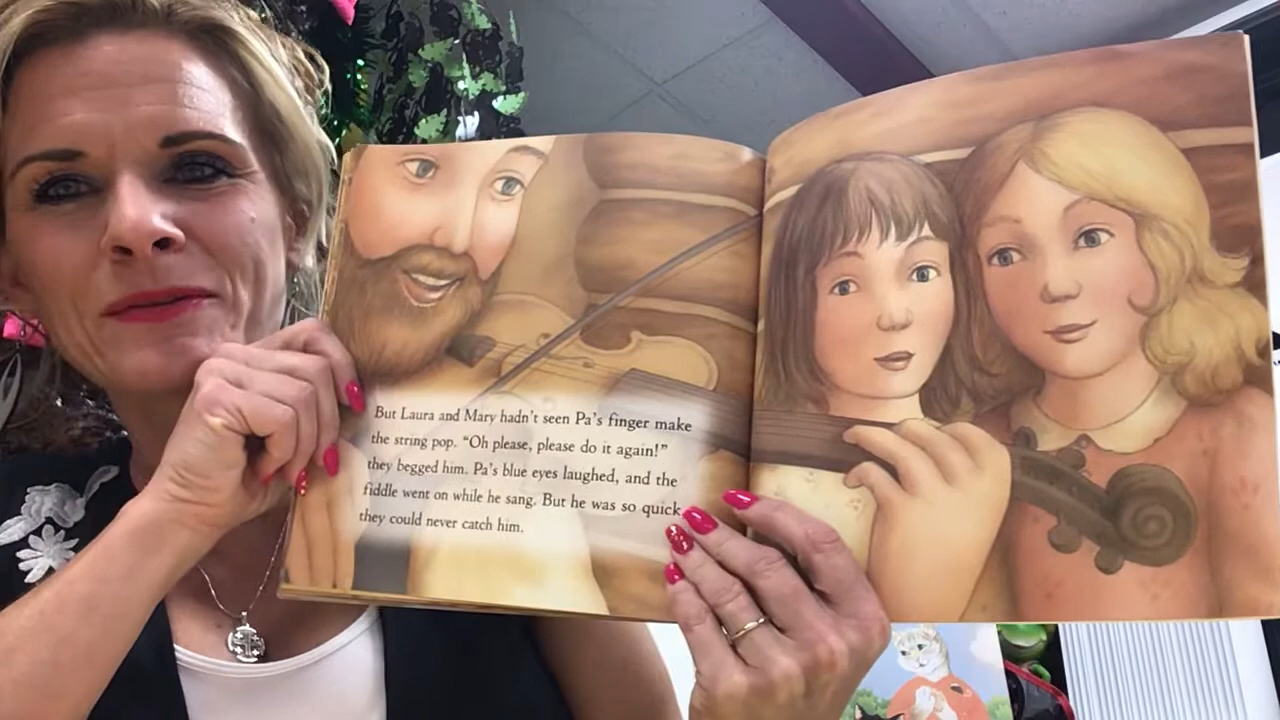 But Laura and Mary hadn't seen Pa's finger make
the string pop. "Oh please, please do it again!"
they begged him. Pa's blue eyes laughed, and the
fiddle went on while he sang. But he was so quick
they could never catch him.